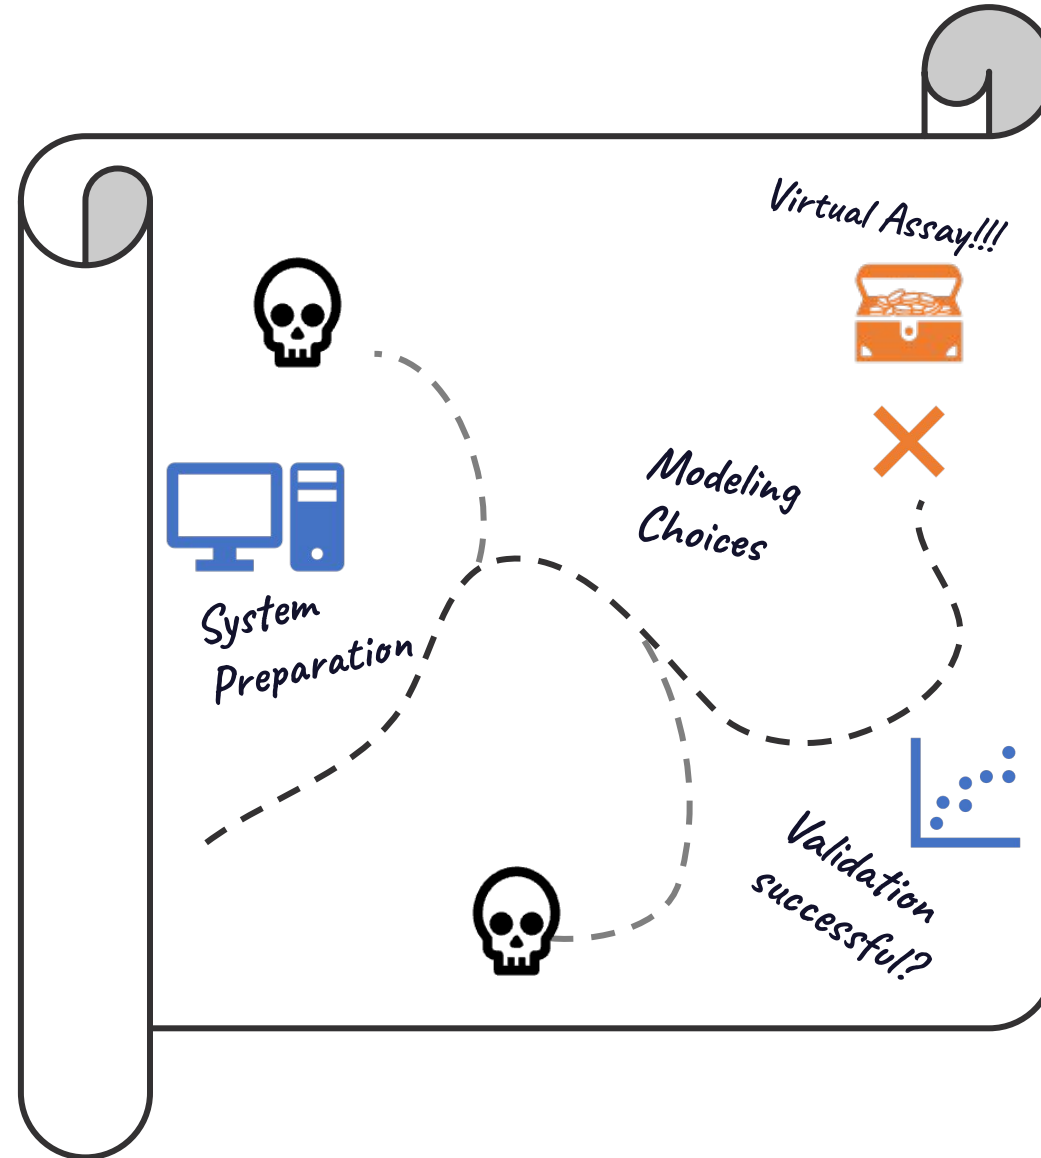 Virtual Assay!!!
Modeling
Choices
System
Preparation
Validation
successful?